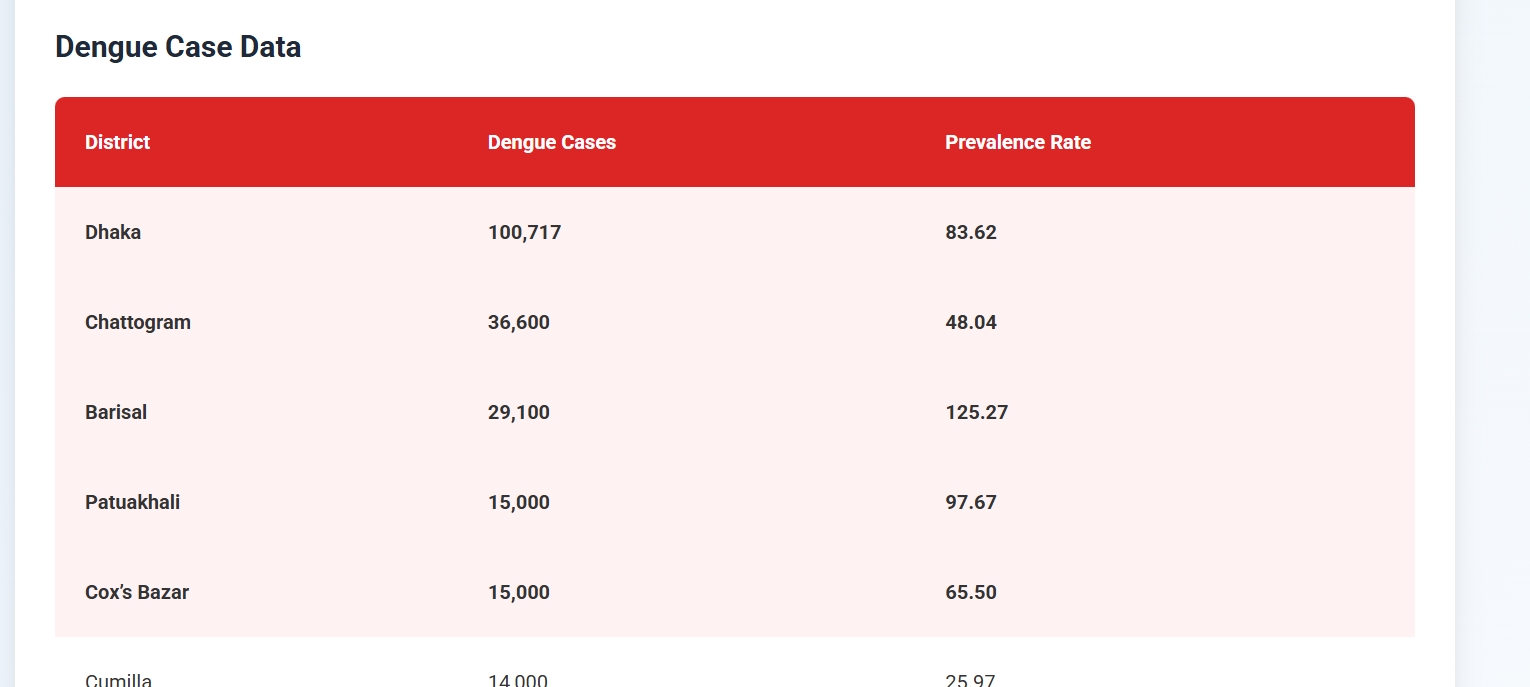 Dengue Case Data
District Dengue Cases Prevalence Rate
Dhaka 100,717 83.62
Chattogram 36,600 48.04
Barisal 29,100 125.27
Patuakhali 15,000 97.67
Cox’s Bazar 15,000 65.50
Cumilla 14,000 25.97